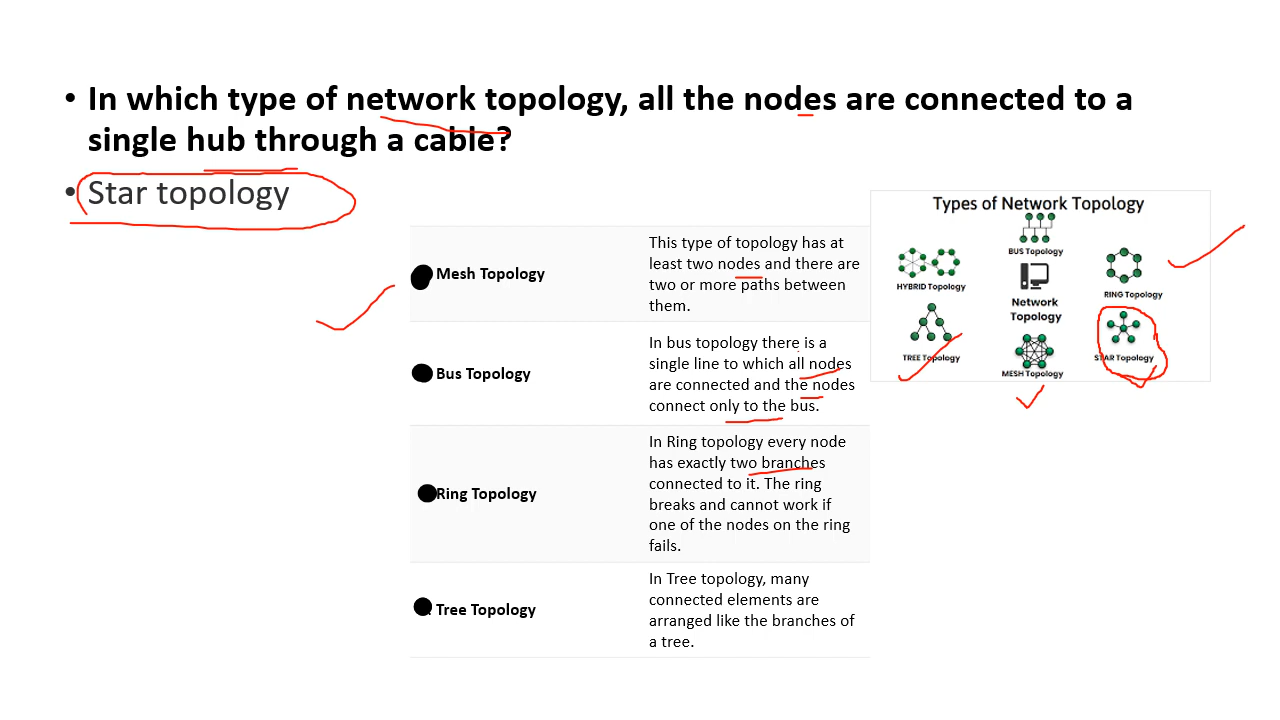 • In which type of network topology, all the nodes are connected to a
single hub through a cable?
• Star topology
Mesh Topology
This type of topology has at
least two nodes and there are
two or more paths between
them.
Bus Topology
In bus topology there is a
single line to which all nodes
are connected and the nodes
connect only to the bus.
Ring Topology
In Ring topology every node
has exactly two branches
connected to it. The ring
breaks and cannot work if
one of the nodes on the ring
fails.
Tree Topology
In Tree topology, many
connected elements are
arranged like the branches of
a tree.
Types of Network Topology
BUS Topology
HYBRID Topology
RING Topology
Network
Topology
TREE Topology
STAR Topology
MESH Topology